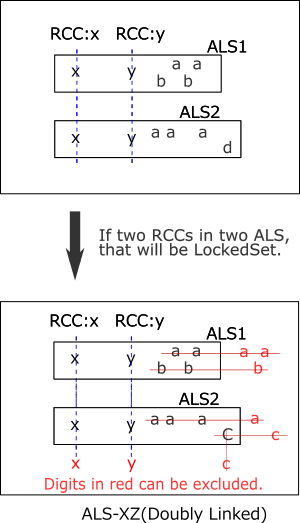 RCC:x RCC:y
ALS1
x y a a
b b
ALS2
x y a a a
d
If two RCCs in two ALS,
that will be LockedSet.
RCC:x RCC:y
ALS1
x y a a a a
b b b
ALS2
x y a a a a
C c
x y c
Digits in red can be excluded.
ALS-XZ(Doubly Linked)